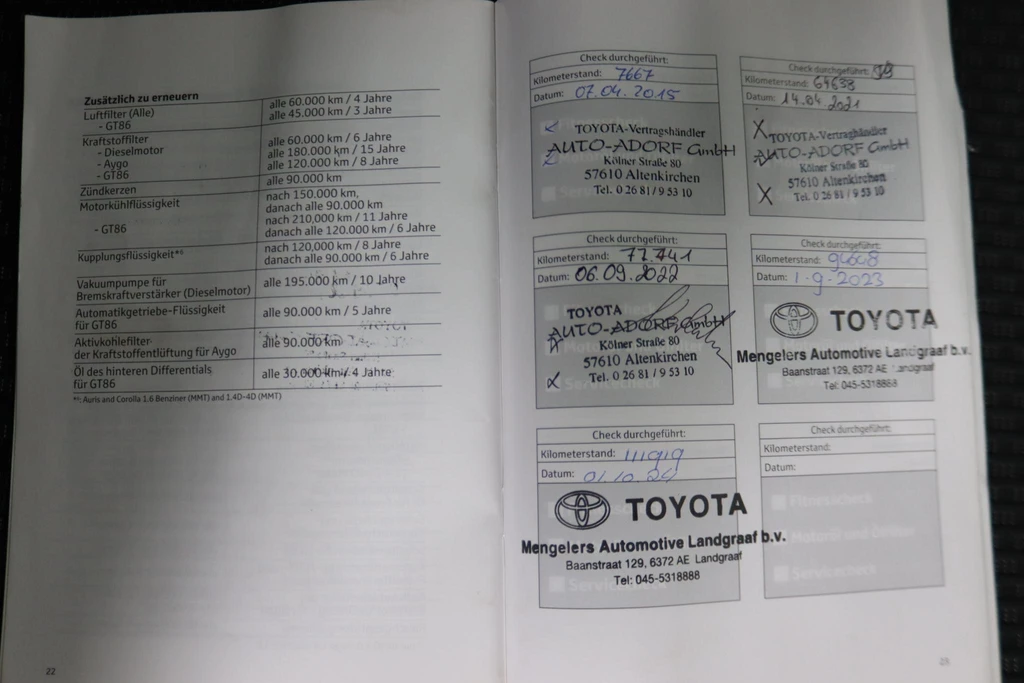 Zusätzlich zu erneuern
Luftfilter (Alle) alle 60.000 km / 4 Jahre
- GT86 alle 45.000 km / 3 Jahre
Kraftstoffilter
- Dieselmotor alle 60.000 km / 6 Jahre
- Aygo alle 180.000 km / 15 Jahre
- GT86 alle 120.000 km / 8 Jahre
Zündkerzen alle 90.000 km
Motorkühlflüssigkeit nach 150.000 km,
danach alle 90.000 km
- GT86 nach 210,000 km / 11 Jahre
danach alle 120.000 km / 6 Jahre
Kupplungsflüssigkeit*⁶ nach 120,000 km / 8 Jahre
danach alle 90.000 km / 6 Jahre
Vakuumpumpe für
Bremskraftverstärker (Dieselmotor) alle 195.000 km / 10 Jahre
Automatikgetriebe-Flüssigkeit
für GT86 alle 90.000 km / 5 Jahre
Aktivkohlefilter
der Kraftstoffentlüftung für Aygo alle 90.000 km
Öl des hinteren Differentials
für GT86 alle 30.000 km / 4 Jahre
*⁶: Auris and Corolla 1.6 Benziner (MMT) and 1.4D-4D (MMT)
22
Check durchgeführt:
Kilometerstand: 7667
Datum: 07.04.2015
TOYOTA-Vertragshändler
AUTO-ADORF GmbH
Kölner Straße 80
57610 Altenkirchen
Tel. 0 26 81 / 9 53 10
Check durchgeführt:
Kilometerstand: 64638
Datum: 14.04.2021
X TOYOTA-Vertragshändler
AUTO-ADORF GmbH
Kölner Straße 80
57610 Altenkirchen
X Tel. 0 26 81 / 9 53 10
Check durchgeführt:
Kilometerstand: 77.441
Datum: 06.09.2022
TOYOTA
AUTO-ADORF GmbH
Kölner Straße 80
57610 Altenkirchen
X Tel. 0 26 81 / 9 53 10
Check durchgeführt:
Kilometerstand: 94608
Datum: 1-9-2023
TOYOTA
Mengelers Automotive Landgraaf b.v.
Baanstraat 129, 6372 AE Landgraaf
Tel: 045-5318888
Check durchgeführt:
Kilometerstand: 111919
Datum: 01.10.24
TOYOTA
Mengelers Automotive Landgraaf b.v.
Baanstraat 129, 6372 AE Landgraaf
Tel: 045-5318888
Servicecheck
Check durchgeführt:
Kilometerstand:
Datum:
Fitnesscheck
Servicecheck
23